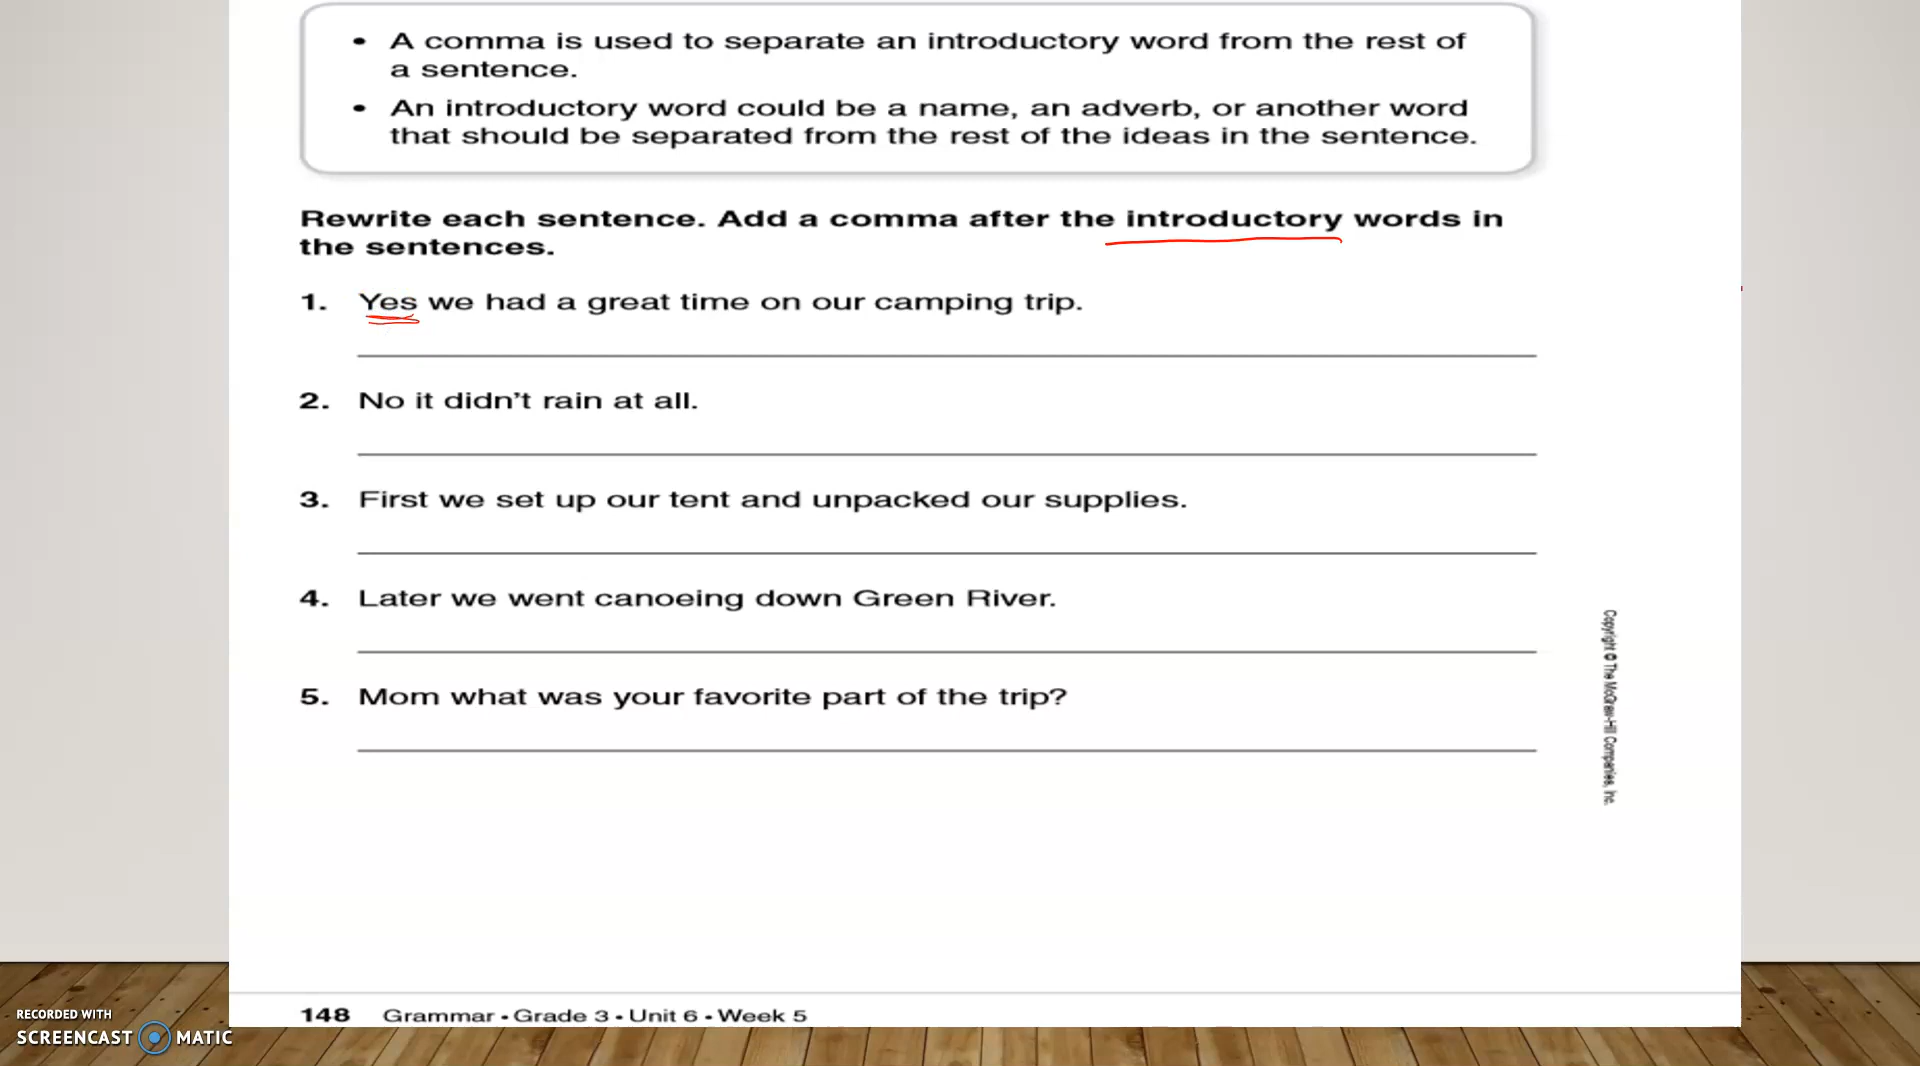 • A comma is used to separate an introductory word from the rest of
a sentence.
• An introductory word could be a name, an adverb, or another word
that should be separated from the rest of the ideas in the sentence.
Rewrite each sentence. Add a comma after the introductory words in
the sentences.
1. Yes we had a great time on our camping trip.
2. No it didn’t rain at all.
3. First we set up our tent and unpacked our supplies.
4. Later we went canoeing down Green River.
5. Mom what was your favorite part of the trip?
Copyright © The McGraw-Hill Companies, Inc.
148 Grammar • Grade 3 • Unit 6 • Week 5
RECORDED WITH
SCREENCAST MATIC